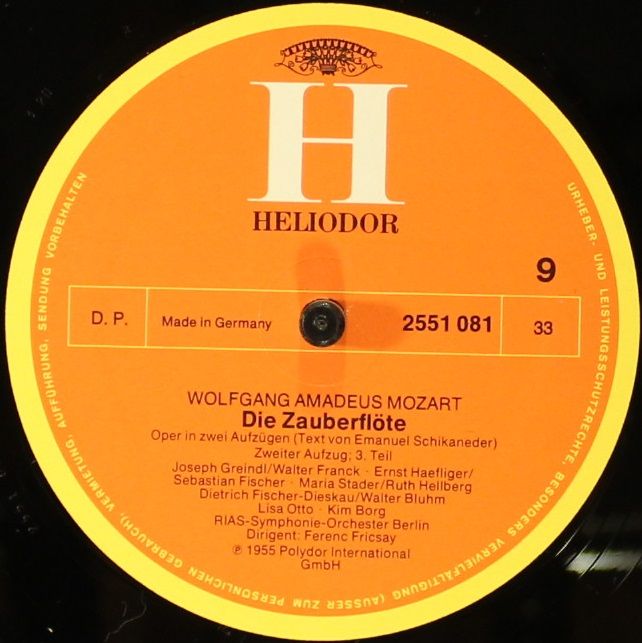 H
HELIODOR
9
D. P.
Made in Germany
2551 081
33
WOLFGANG AMADEUS MOZART
Die Zauberflöte
Oper in zwei Aufzügen (Text von Emanuel Schikaneder)
Zweiter Aufzug; 3. Teil
Joseph Greindl/Walter Franck · Ernst Haefliger/
Sebastian Fischer · Maria Stader/Ruth Hellberg
Dietrich Fischer-Dieskau/Walter Bluhm
Lisa Otto · Kim Borg
RIAS-Symphonie-Orchester Berlin
Dirigent: Ferenc Fricsay
℗ 1955 Polydor International
GmbH
URHEBER- UND LEISTUNGSSCHUTZRECHTE, BESONDERS VERVIELFÄLTIGUNG (AUSSER ZUM PERSÖNLICHEN GEBRAUCH) VERMIETUNG, AUFFÜHRUNG, SENDUNG VORBEHALTEN